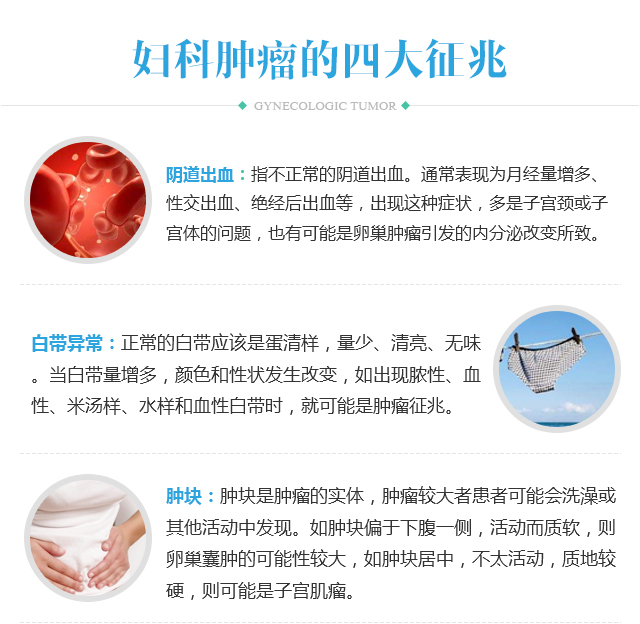 妇科肿瘤的四大征兆
GYNECOLOGIC TUMOR
阴道出血：指不正常的阴道出血。通常表现为月经量增多、
性交出血、绝经后出血等，出现这种症状，多是子宫颈或子
宫体的问题，也有可能是卵巢肿瘤引发的内分泌改变所致。
白带异常：正常的白带应该是蛋清样，量少、清亮、无味
。当白带量增多，颜色和性状发生改变，如出现脓性、血
性、米汤样、水样和血性白带时，就可能是肿瘤征兆。
肿块：肿块是肿瘤的实体，肿瘤较大者患者可能会洗澡或
其他活动中发现。如肿块偏于下腹一侧，活动而质软，则
卵巢囊肿的可能性较大，如肿块居中，不太活动，质地较
硬，则可能是子宫肌瘤。